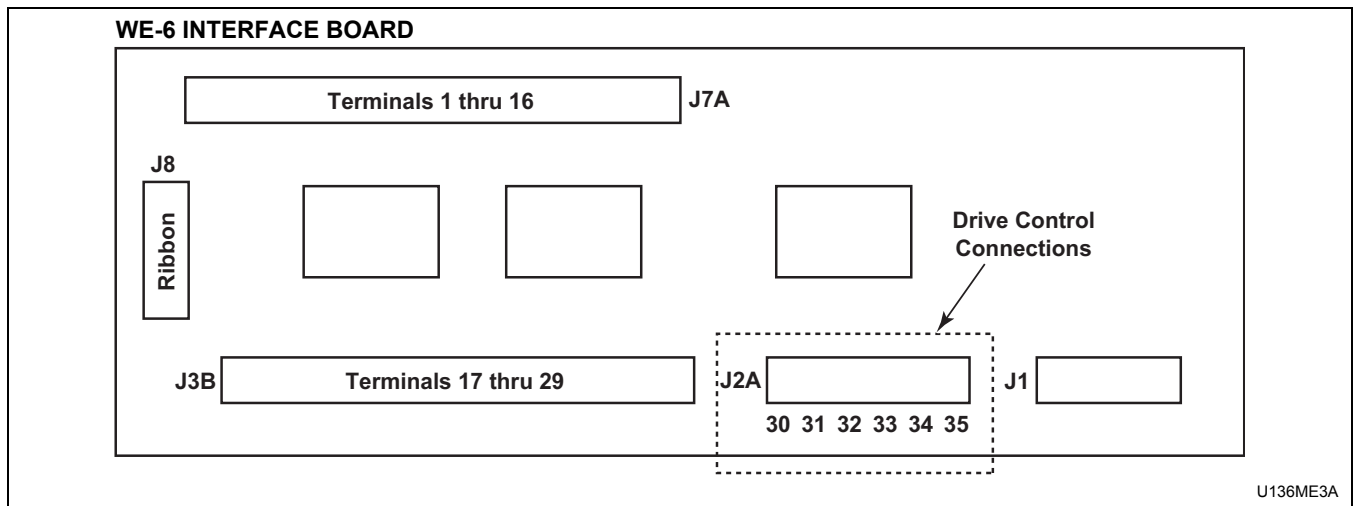 WE-6 INTERFACE BOARD
Terminals 1 thru 16
J7A
J8
Ribbon
Drive Control
Connections
J3B
Terminals 17 thru 29
J2A
J1
30 31 32 33 34 35
U136ME3A